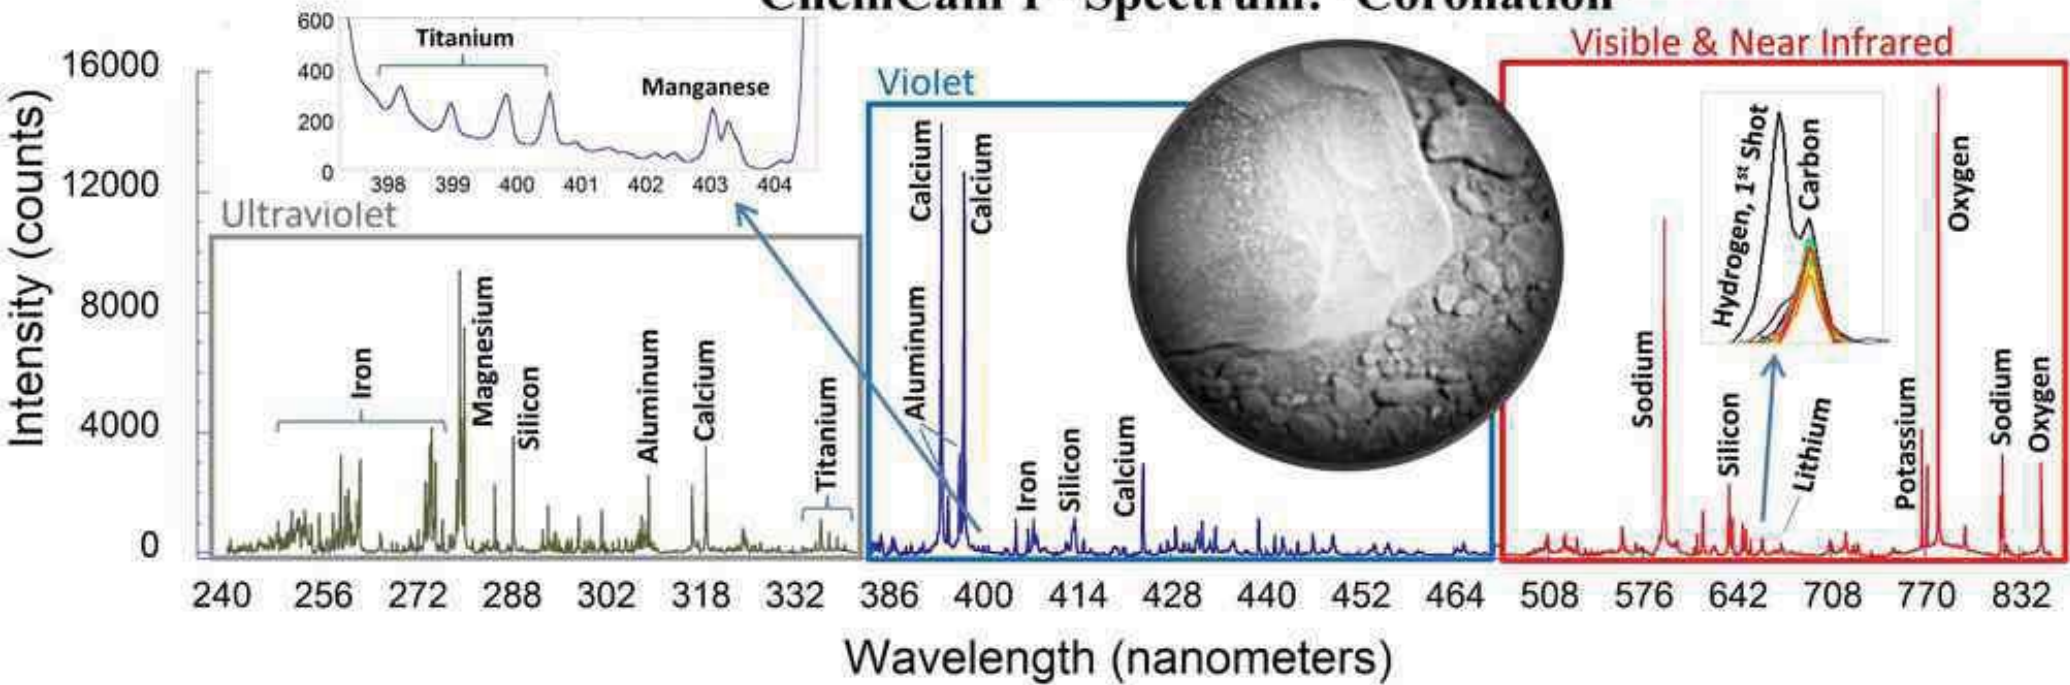 ChemCam 1st Spectrum: "Coronation"
600
400
200
0
Titanium
Manganese
398 399 400 401 402 403 404
Intensity (counts)
16000
12000
8000
4000
0
Ultraviolet
Iron
Magnesium
Silicon
Aluminum
Calcium
Titanium
Violet
Calcium
Calcium
Aluminum
Iron
Silicon
Calcium
Visible & Near Infrared
Sodium
Silicon
Hydrogen, 1st Shot
Carbon
Lithium
Potassium
Oxygen
Sodium
Oxygen
240 256 272 288 302 318 332 386 400 414 428 440 452 464 508 576 642 708 770 832
Wavelength (nanometers)